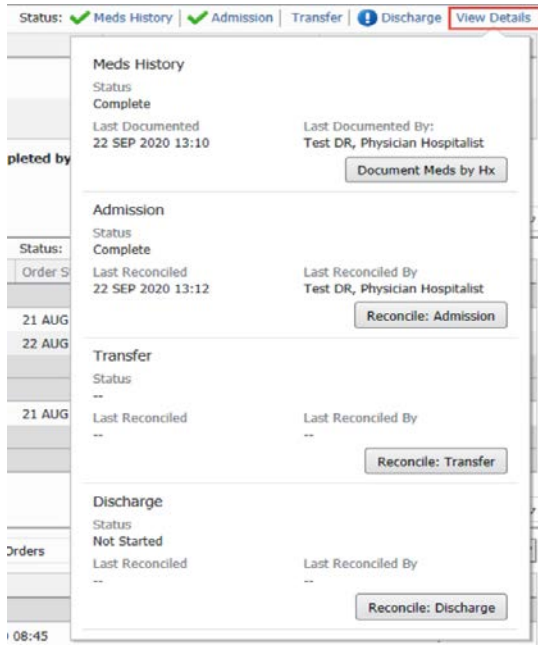 Status: Meds History Admission Transfer Discharge View Details
Meds History
Status
Complete
Last Documented Last Documented By:
22 SEP 2020 13:10 Test DR, Physician Hospitalist
pleted by
Document Meds by Hx
Admission
Status
Status: Complete
Order S Last Reconciled Last Reconciled By
22 SEP 2020 13:12 Test DR, Physician Hospitalist
21 AUG Reconcile: Admission
22 AUG
Transfer
Status
--
21 AUG Last Reconciled Last Reconciled By
-- --
Reconcile: Transfer
Discharge
Status
Orders Not Started
Last Reconciled Last Reconciled By
-- --
Reconcile: Discharge
08:45